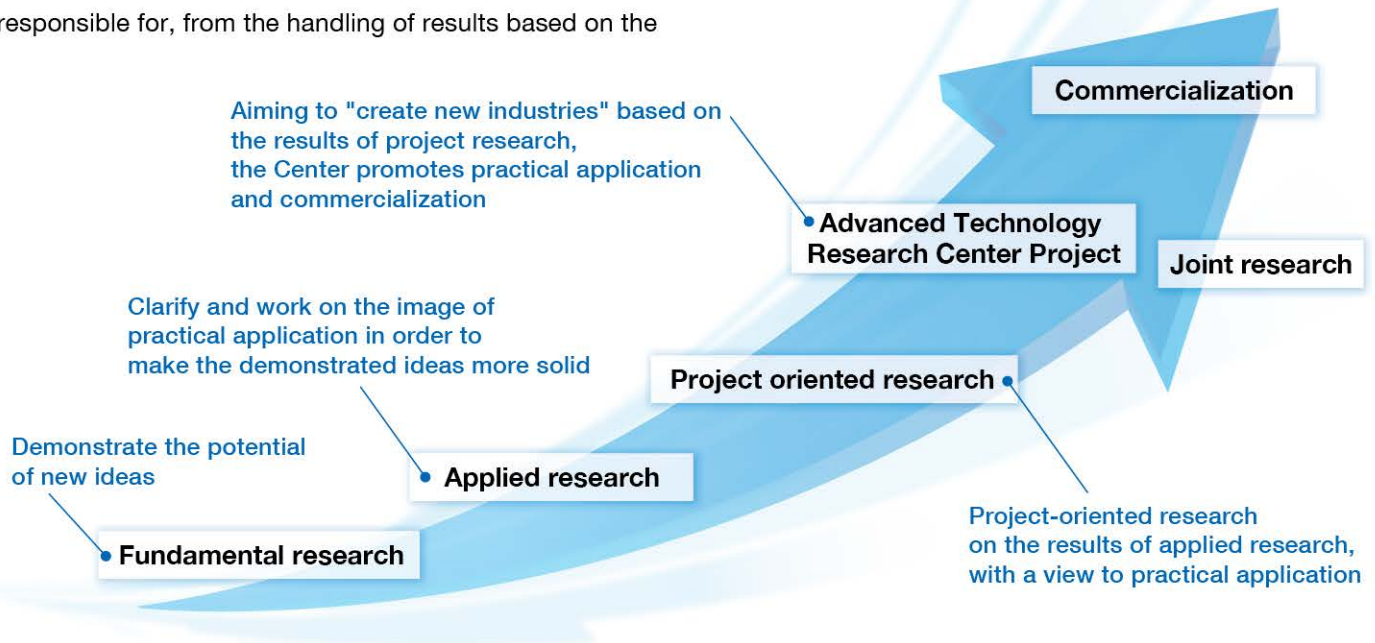 responsible for, from the handling of results based on the
Commercialization
Aiming to "create new industries" based on
the results of project research,
the Center promotes practical application
and commercialization
Advanced Technology
Research Center Project
Joint research
Clarify and work on the image of
practical application in order to
make the demonstrated ideas more solid
Project oriented research
Demonstrate the potential
of new ideas
Applied research
Project-oriented research
on the results of applied research,
with a view to practical application
Fundamental research